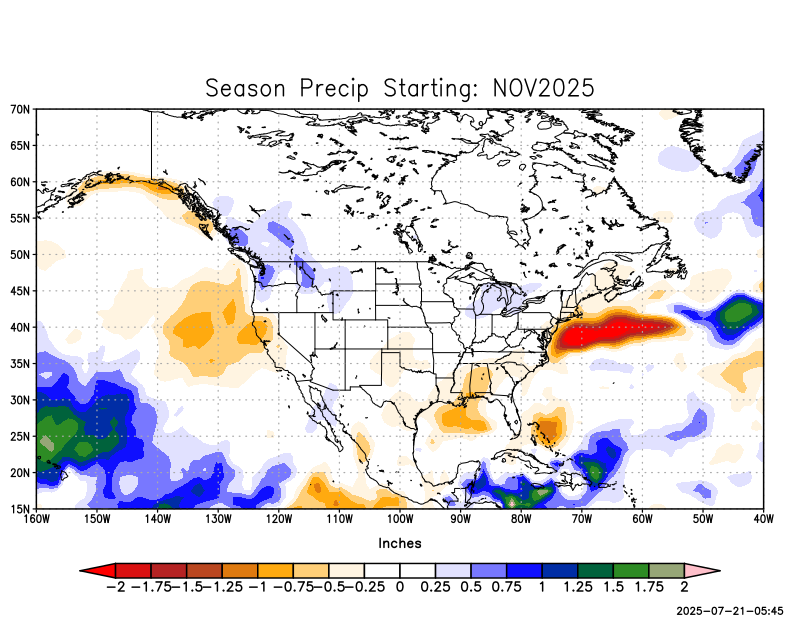 Season Precip Starting: NOV2025
70N
65N
60N
55N
50N
45N
40N
35N
30N
25N
20N
15N
160W 150W 140W 130W 120W 110W 100W 90W 80W 70W 60W 50W 40W
Inches
-2 -1.75 -1.5 -1.25 -1 -0.75 -0.5 -0.25 0 0.25 0.5 0.75 1 1.25 1.5 1.75 2
2025-07-21-05:45